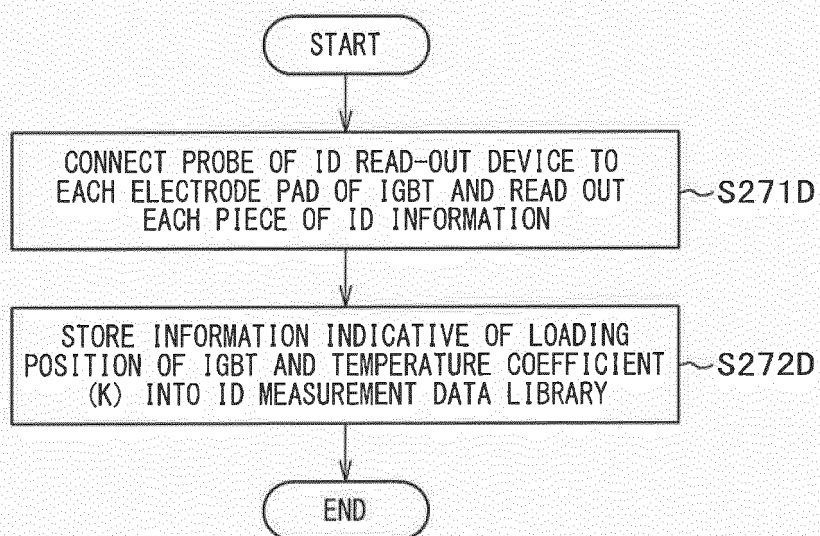 START
CONNECT PROBE OF ID READ-OUT DEVICE TO
EACH ELECTRODE PAD OF IGBT AND READ OUT
EACH PIECE OF ID INFORMATION
S271D
STORE INFORMATION INDICATIVE OF LOADING
POSITION OF IGBT AND TEMPERATURE COEFFICIENT
(K) INTO ID MEASUREMENT DATA LIBRARY
S272D
END